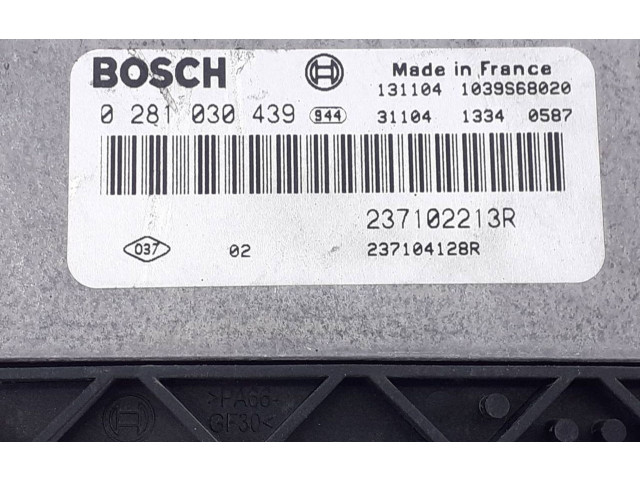 BOSCH Made in France
131104 1039S68020
0 281 030 439 944 31104 1334 0587
237102213R
037 02 237104128R
>PA66-
GF30<